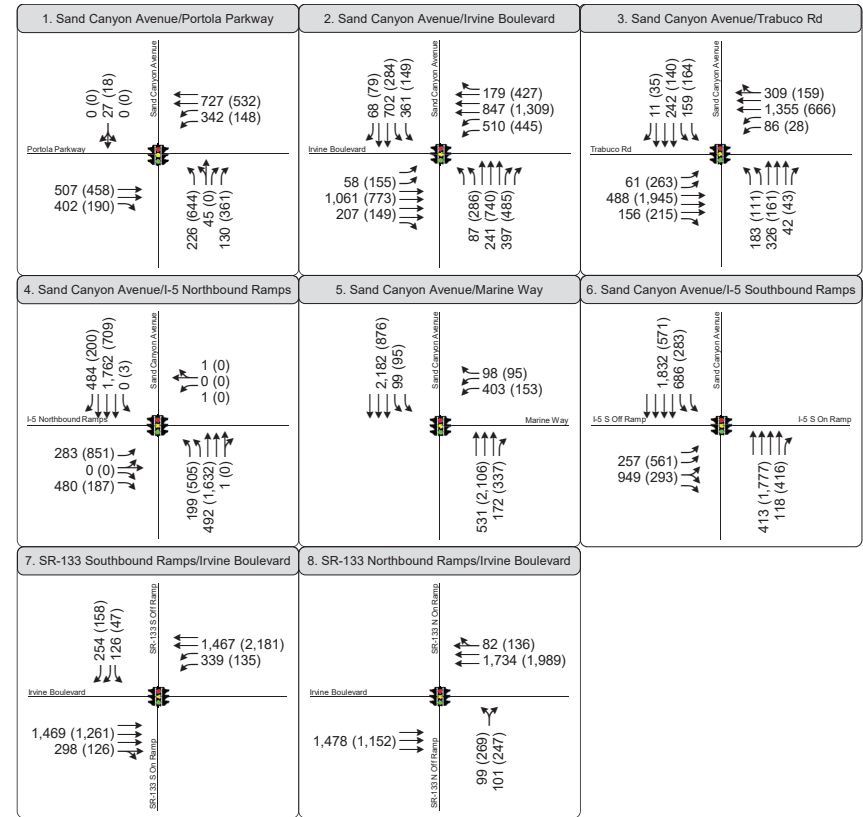 1. Sand Canyon Avenue/Portola Parkway
Sand Canyon Avenue
0 (0)
27 (18)
0 (0)
727 (532)
342 (148)
Portola Parkway
507 (458)
402 (190)
226 (644)
45 (0)
130 (361)
2. Sand Canyon Avenue/Irvine Boulevard
Sand Canyon Avenue
68 (79)
702 (284)
361 (149)
179 (427)
847 (1,309)
510 (445)
Irvine Boulevard
58 (155)
1,061 (773)
207 (149)
87 (286)
241 (740)
397 (485)
3. Sand Canyon Avenue/Trabuco Rd
Sand Canyon Avenue
11 (35)
242 (140)
159 (164)
309 (159)
1,355 (666)
86 (28)
Trabuco Rd
61 (263)
488 (1,945)
156 (215)
183 (111)
326 (161)
42 (43)
4. Sand Canyon Avenue/I-5 Northbound Ramps
Sand Canyon Avenue
484 (200)
1,762 (709)
0 (3)
1 (0)
0 (0)
1 (0)
I-5 Northbound Ramps
283 (851)
0 (0)
480 (187)
199 (505)
492 (1,632)
1 (0)
5. Sand Canyon Avenue/Marine Way
Sand Canyon Avenue
2,182 (876)
99 (95)
98 (95)
403 (153)
Marine Way
531 (2,106)
172 (337)
6. Sand Canyon Avenue/I-5 Southbound Ramps
Sand Canyon Avenue
1,832 (571)
686 (283)
I-5 S Off Ramp
I-5 S On Ramp
257 (561)
949 (293)
413 (1,777)
118 (416)
7. SR-133 Southbound Ramps/Irvine Boulevard
SR-133 S Off Ramp
254 (158)
126 (47)
1,467 (2,181)
339 (135)
Irvine Boulevard
1,469 (1,261)
298 (126)
SR-133 S On Ramp
8. SR-133 Northbound Ramps/Irvine Boulevard
SR-133 N On Ramp
82 (136)
1,734 (1,989)
Irvine Boulevard
1,478 (1,152)
SR-133 N Off Ramp
99 (269)
101 (247)